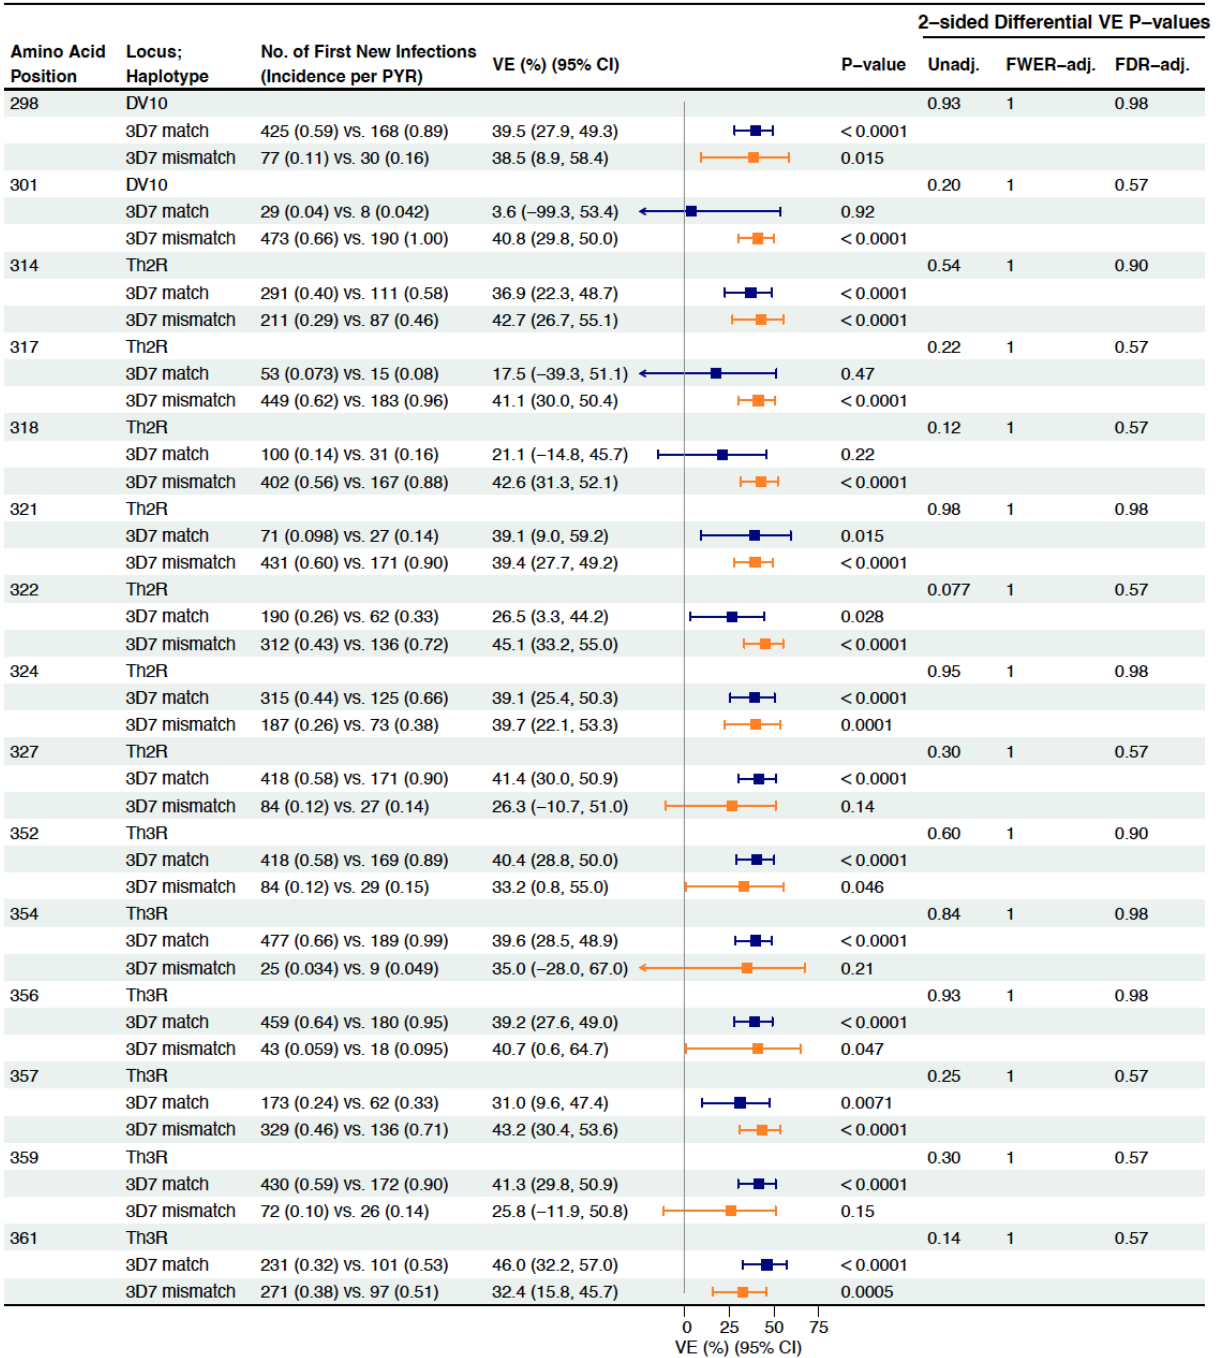 2–sided Differential VE P–values
Amino Acid Position Locus; Haplotype No. of First New Infections (Incidence per PYR) VE (%) (95% CI) P–value Unadj. FWER–adj. FDR–adj.
298 DV10 0.93 1 0.98
3D7 match 425 (0.59) vs. 168 (0.89) 39.5 (27.9, 49.3) < 0.0001
3D7 mismatch 77 (0.11) vs. 30 (0.16) 38.5 (8.9, 58.4) 0.015
301 DV10 0.20 1 0.57
3D7 match 29 (0.04) vs. 8 (0.042) 3.6 (−99.3, 53.4) 0.92
3D7 mismatch 473 (0.66) vs. 190 (1.00) 40.8 (29.8, 50.0) < 0.0001
314 Th2R 0.54 1 0.90
3D7 match 291 (0.40) vs. 111 (0.58) 36.9 (22.3, 48.7) < 0.0001
3D7 mismatch 211 (0.29) vs. 87 (0.46) 42.7 (26.7, 55.1) < 0.0001
317 Th2R 0.22 1 0.57
3D7 match 53 (0.073) vs. 15 (0.08) 17.5 (−39.3, 51.1) 0.47
3D7 mismatch 449 (0.62) vs. 183 (0.96) 41.1 (30.0, 50.4) < 0.0001
318 Th2R 0.12 1 0.57
3D7 match 100 (0.14) vs. 31 (0.16) 21.1 (−14.8, 45.7) 0.22
3D7 mismatch 402 (0.56) vs. 167 (0.88) 42.6 (31.3, 52.1) < 0.0001
321 Th2R 0.98 1 0.98
3D7 match 71 (0.098) vs. 27 (0.14) 39.1 (9.0, 59.2) 0.015
3D7 mismatch 431 (0.60) vs. 171 (0.90) 39.4 (27.7, 49.2) < 0.0001
322 Th2R 0.077 1 0.57
3D7 match 190 (0.26) vs. 62 (0.33) 26.5 (3.3, 44.2) 0.028
3D7 mismatch 312 (0.43) vs. 136 (0.72) 45.1 (33.2, 55.0) < 0.0001
324 Th2R 0.95 1 0.98
3D7 match 315 (0.44) vs. 125 (0.66) 39.1 (25.4, 50.3) < 0.0001
3D7 mismatch 187 (0.26) vs. 73 (0.38) 39.7 (22.1, 53.3) 0.0001
327 Th2R 0.30 1 0.57
3D7 match 418 (0.58) vs. 171 (0.90) 41.4 (30.0, 50.9) < 0.0001
3D7 mismatch 84 (0.12) vs. 27 (0.14) 26.3 (−10.7, 51.0) 0.14
352 Th3R 0.60 1 0.90
3D7 match 418 (0.58) vs. 169 (0.89) 40.4 (28.8, 50.0) < 0.0001
3D7 mismatch 84 (0.12) vs. 29 (0.15) 33.2 (0.8, 55.0) 0.046
354 Th3R 0.84 1 0.98
3D7 match 477 (0.66) vs. 189 (0.99) 39.6 (28.5, 48.9) < 0.0001
3D7 mismatch 25 (0.034) vs. 9 (0.049) 35.0 (−28.0, 67.0) 0.21
356 Th3R 0.93 1 0.98
3D7 match 459 (0.64) vs. 180 (0.95) 39.2 (27.6, 49.0) < 0.0001
3D7 mismatch 43 (0.059) vs. 18 (0.095) 40.7 (0.6, 64.7) 0.047
357 Th3R 0.25 1 0.57
3D7 match 173 (0.24) vs. 62 (0.33) 31.0 (9.6, 47.4) 0.0071
3D7 mismatch 329 (0.46) vs. 136 (0.71) 43.2 (30.4, 53.6) < 0.0001
359 Th3R 0.30 1 0.57
3D7 match 430 (0.59) vs. 172 (0.90) 41.3 (29.8, 50.9) < 0.0001
3D7 mismatch 72 (0.10) vs. 26 (0.14) 25.8 (−11.9, 50.8) 0.15
361 Th3R 0.14 1 0.57
3D7 match 231 (0.32) vs. 101 (0.53) 46.0 (32.2, 57.0) < 0.0001
3D7 mismatch 271 (0.38) vs. 97 (0.51) 32.4 (15.8, 45.7) 0.0005
0 25 50 75
VE (%) (95% CI)